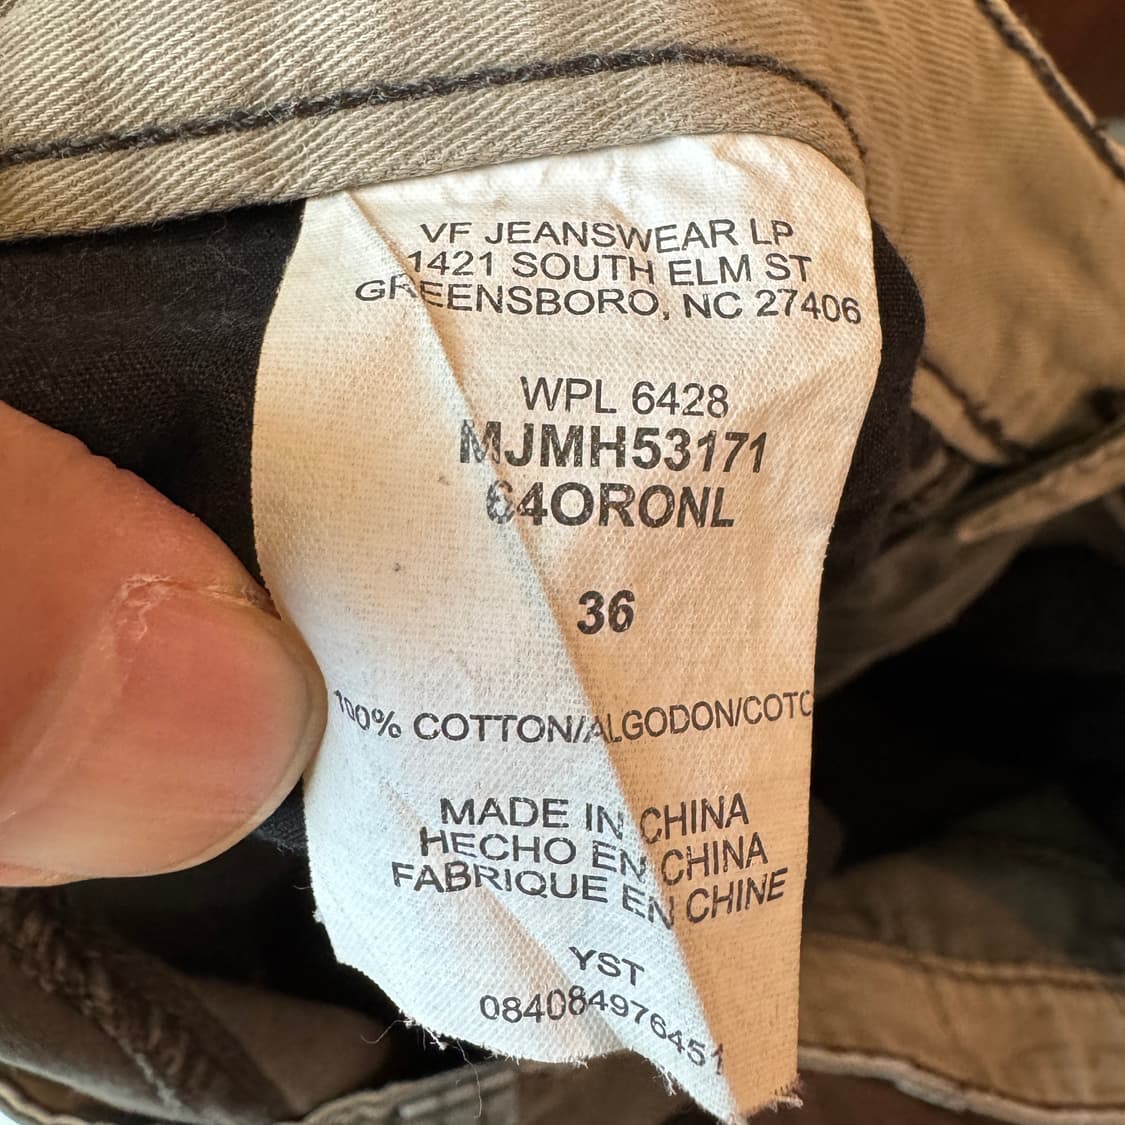 VF JEANSWEAR LP
1421 SOUTH ELM ST
GREENSBORO, NC 27406
WPL 6428
MJMH53171
64ORONL
36
100% COTTON/ALGODON/COTO
MADE IN CHINA
HECHO EN CHINA
FABRIQUE EN CHINE
YST
084084976451